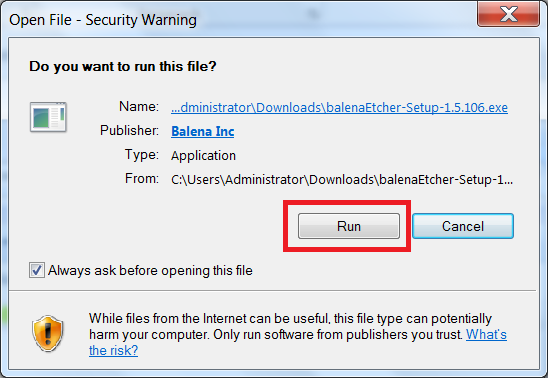 Open File - Security Warning
Do you want to run this file?
Name: ...dministrator\Downloads\balenaEtcher-Setup-1.5.106.exe
Publisher: Balena Inc
Type: Application
From: C:\Users\Administrator\Downloads\balenaEtcher-Setup-1...
Run Cancel
Always ask before opening this file
While files from the Internet can be useful, this file type can potentially
harm your computer. Only run software from publishers you trust. What's
the risk?